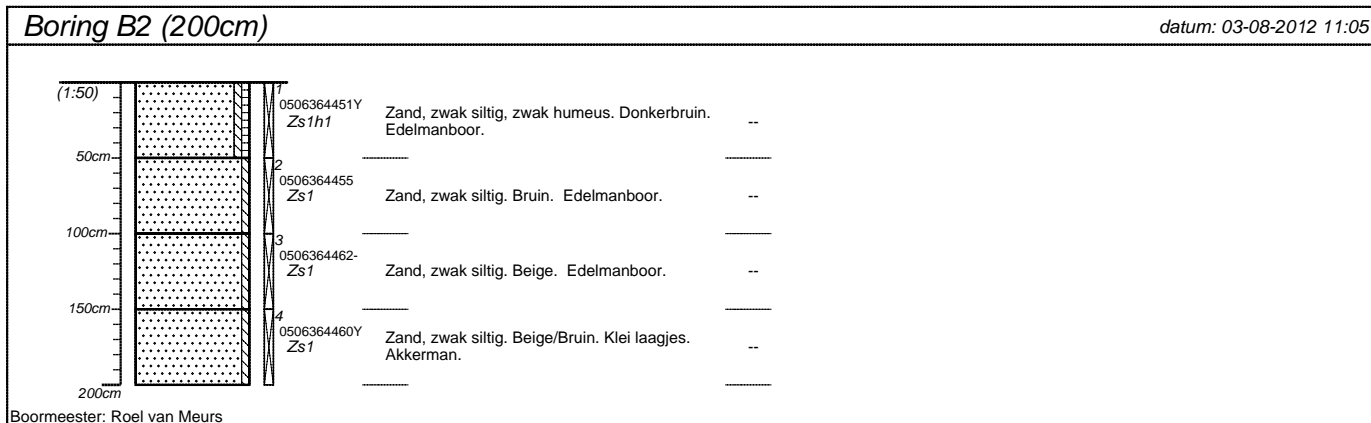 Boring B2 (200cm)
datum: 03-08-2012 11:05
(1:50)
1
0506364451Y
Zs1h1
Zand, zwak siltig, zwak humeus. Donkerbruin.
Edelmanboor.
--
50cm
2
0506364455
Zs1
Zand, zwak siltig. Bruin.  Edelmanboor.
--
100cm
3
0506364462-
Zs1
Zand, zwak siltig. Beige.  Edelmanboor.
--
150cm
4
0506364460Y
Zs1
Zand, zwak siltig. Beige/Bruin. Klei laagjes.
Akkerman.
--
200cm
Boormeester: Roel van Meurs